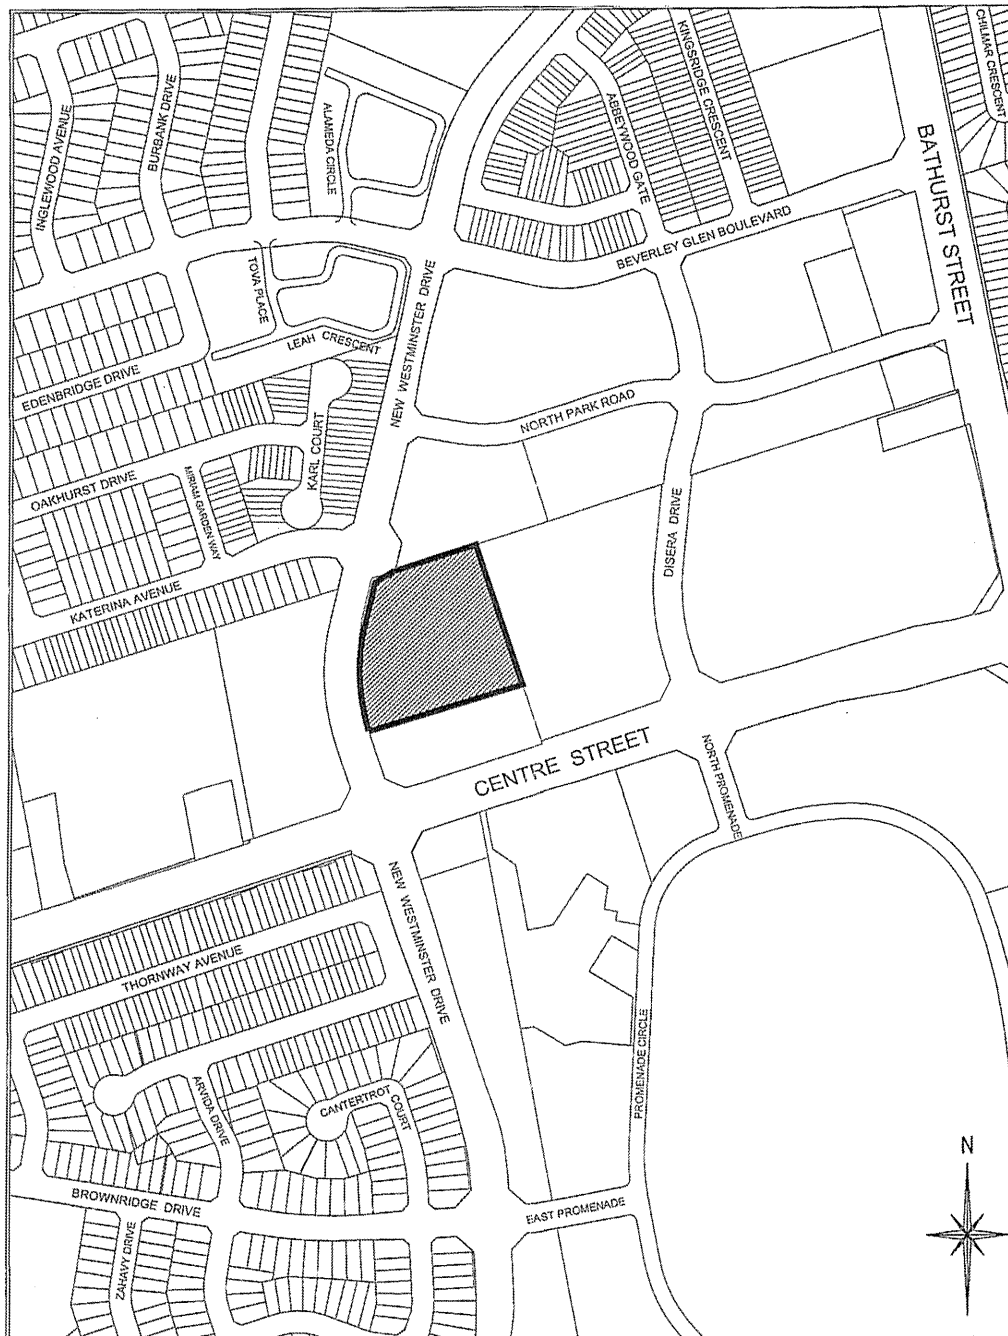 CHILMAR CRESCENT
KINGSRIDGE CRESCENT
ABBEYWOOD GATE
BATHURST STREET
INGLEWOOD AVENUE
BURBANK DRIVE
ALAMEDA CIRCLE
BEVERLEY GLEN BOULEVARD
TOVA PLACE
LEAH CRESCENT
NEW WESTMINSTER DRIVE
EDENBRIDGE DRIVE
NORTH PARK ROAD
KARL COURT
OAKHURST DRIVE
MIRIAM GARDEN WAY
DISERA DRIVE
KATERINA AVENUE
CENTRE STREET
NORTH PROMENADE
NEW WESTMINSTER DRIVE
THORNWAY AVENUE
PROMENADE CIRCLE
ARVIDA DRIVE
CANTERTROT COURT
N
BROWNRIDGE DRIVE
EAST PROMENADE
ZAHAVY DRIVE